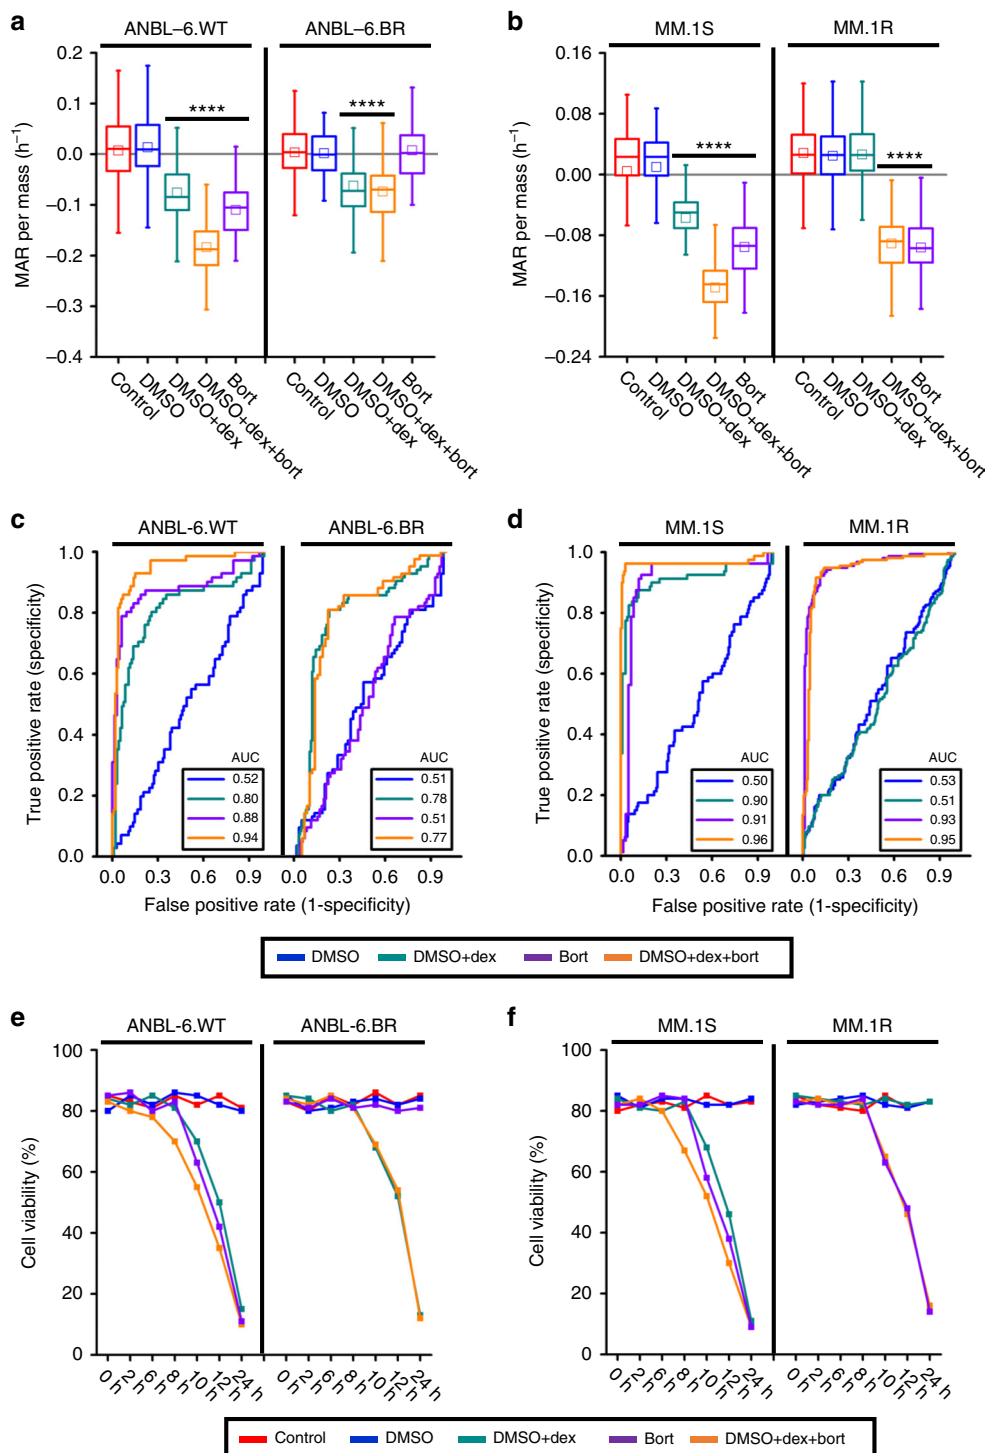 a
ANBL–6.WT
ANBL–6.BR
MAR per mass (h⁻¹)
0.2
0.1
0.0
–0.1
–0.2
–0.3
–0.4
****
****
Control
DMSO
DMSO+dex
DMSO+dex+bort
Bort
Control
DMSO
DMSO+dex
DMSO+dex+bort
Bort
b
MM.1S
MM.1R
MAR per mass (h⁻¹)
0.16
0.08
0.00
–0.08
–0.16
–0.24
****
****
Control
DMSO
DMSO+dex
DMSO+dex+bort
Bort
Control
DMSO
DMSO+dex
DMSO+dex+bort
Bort
c
ANBL-6.WT
ANBL-6.BR
True positive rate (specificity)
1.0
0.8
0.6
0.4
0.2
0.0
AUC
0.52
0.80
0.88
0.94
AUC
0.51
0.78
0.51
0.77
0.0 0.3 0.6 0.9 0.0 0.3 0.6 0.9
False positive rate (1-specificity)
d
MM.1S
MM.1R
True positive rate (specificity)
1.0
0.8
0.6
0.4
0.2
0.0
AUC
0.50
0.90
0.91
0.96
AUC
0.53
0.51
0.93
0.95
0.0 0.3 0.6 0.9 0.0 0.3 0.6 0.9
False positive rate (1-specificity)
DMSO DMSO+dex Bort DMSO+dex+bort
e
ANBL-6.WT
ANBL-6.BR
Cell viability (%)
100
80
60
40
20
0
0 h 2 h 6 h 8 h 10 h 12 h 24 h 0 h 2 h 6 h 8 h 10 h 12 h 24 h
f
MM.1S
MM.1R
Cell viability (%)
100
80
60
40
20
0
0 h 2 h 6 h 8 h 10 h 12 h 24 h 0 h 2 h 6 h 8 h 10 h 12 h 24 h
Control DMSO DMSO+dex Bort DMSO+dex+bort